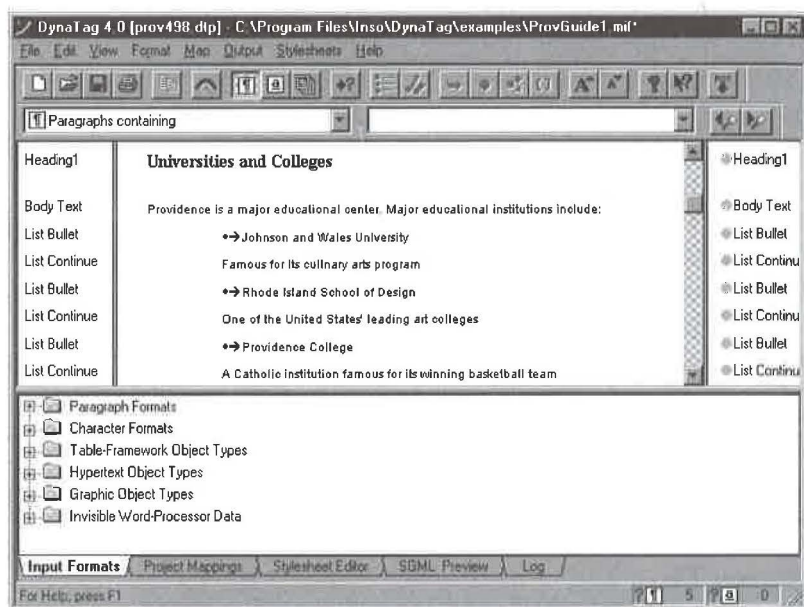 DynaTag 4.0 [prov498.dtp] - C:\Program Files\Inso\DynaTag\examples\ProvGuide1.mif*
File Edit View Format Map Output Stylesheets Help
Paragraphs containing
Heading1 Universities and Colleges Heading1
Body Text Providence is a major educational center. Major educational institutions include: Body Text
List Bullet •→Johnson and Wales University List Bullet
List Continue Famous for its culinary arts program List Continu
List Bullet •→Rhode Island School of Design List Bullet
List Continue One of the United States' leading art colleges List Continu
List Bullet •→Providence College List Bullet
List Continue A Catholic institution famous for its winning basketball team List Continu
Paragraph Formats
Character Formats
Table-Framework Object Types
Hypertext Object Types
Graphic Object Types
Invisible Word-Processor Data
Input Formats Project Mappings Stylesheet Editor SGML Preview Log
For Help, press F1 ?¶ 5 ?a 0